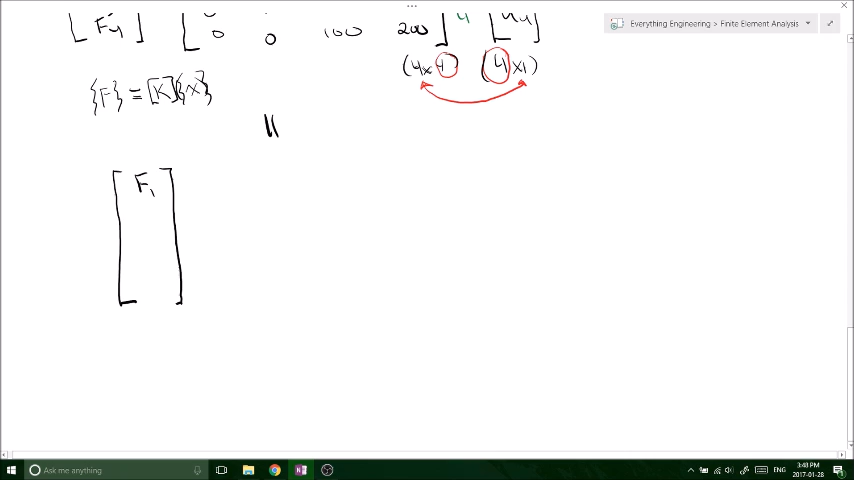 Everything Engineering > Finite Element Analysis
F4
0 0 100 200 4 U4
(4x4) (4x1)
{F} = [K]{X}
F1
Ask me anything
ENG
3:48 PM
2017-01-28